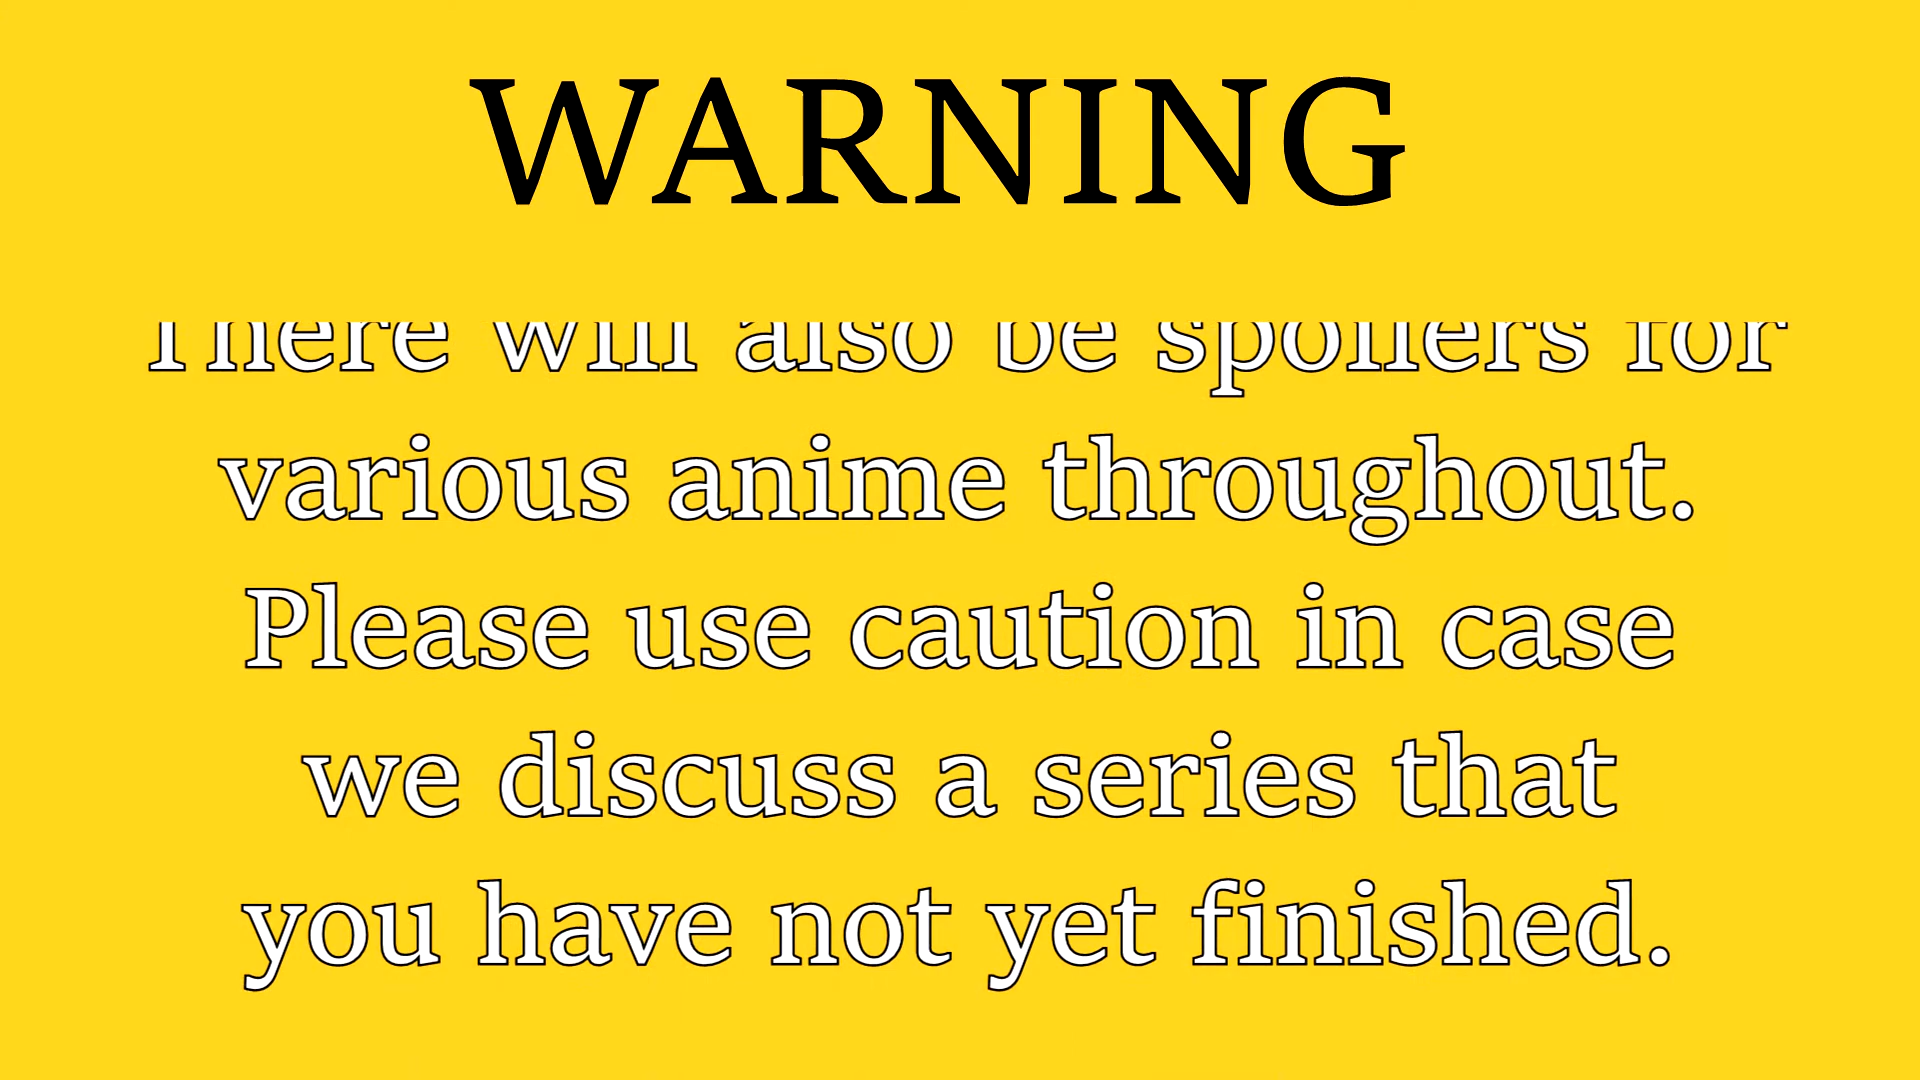 WARNING
There will also be spoilers for
various anime throughout.
Please use caution in case
we discuss a series that
you have not yet finished.